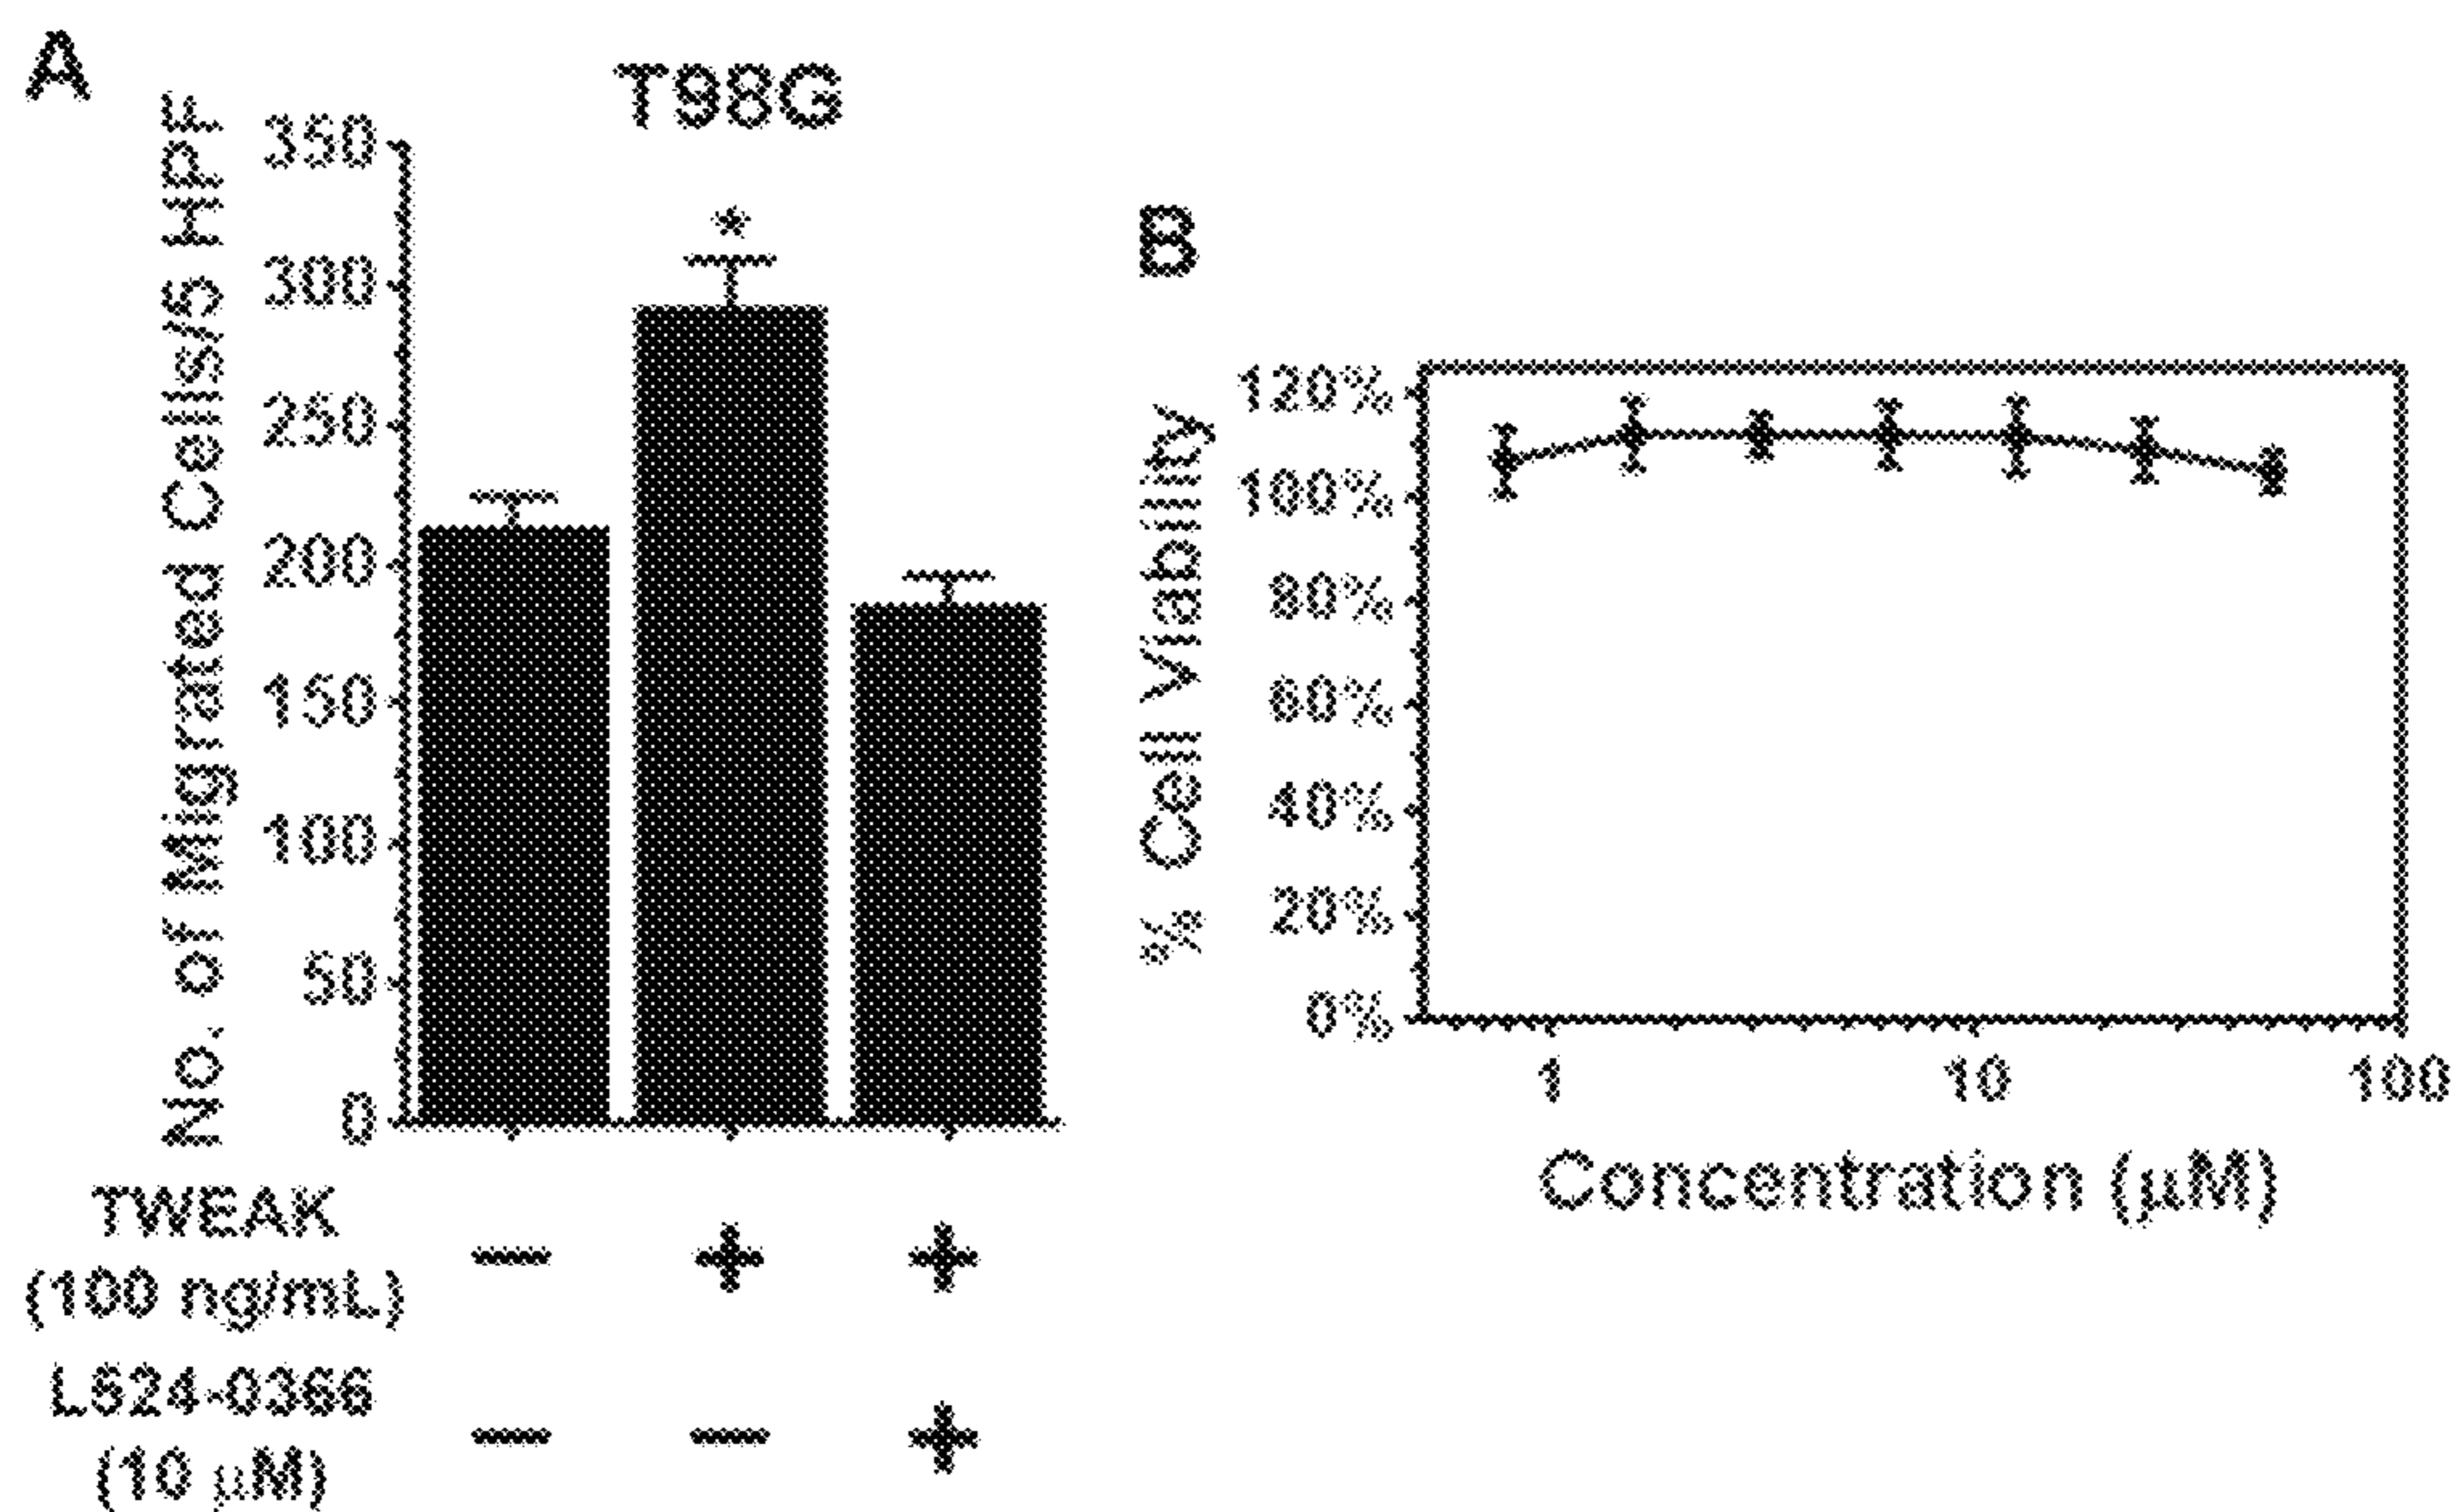 A
T98G
No. of Migrated Cells/5 HPF
350
300
250
200
150
100
50
0
TWEAK
(100 ng/mL)
− + +
L524-0366
(10 µM)
− − +
B
% Cell Viability
120%
100%
80%
60%
40%
20%
0%
1 10 100
Concentration (µM)
*